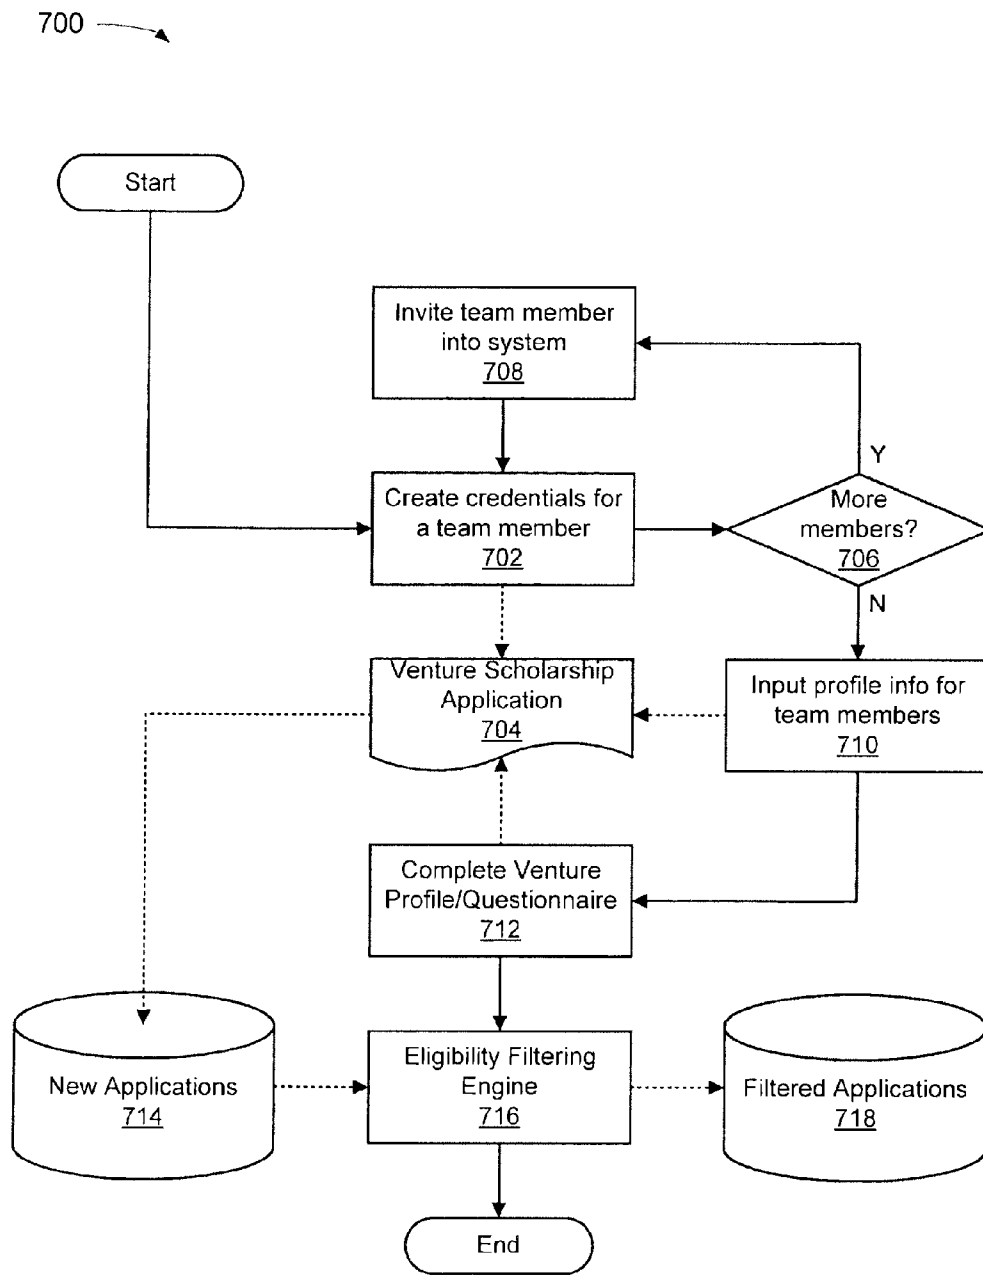 700
Start
Invite team member
into system
708
Y
Create credentials for
a team member
702
More
members?
706
N
Venture Scholarship
Application
704
Input profile info for
team members
710
Complete Venture
Profile/Questionnaire
712
New Applications
714
Eligibility Filtering
Engine
716
Filtered Applications
718
End